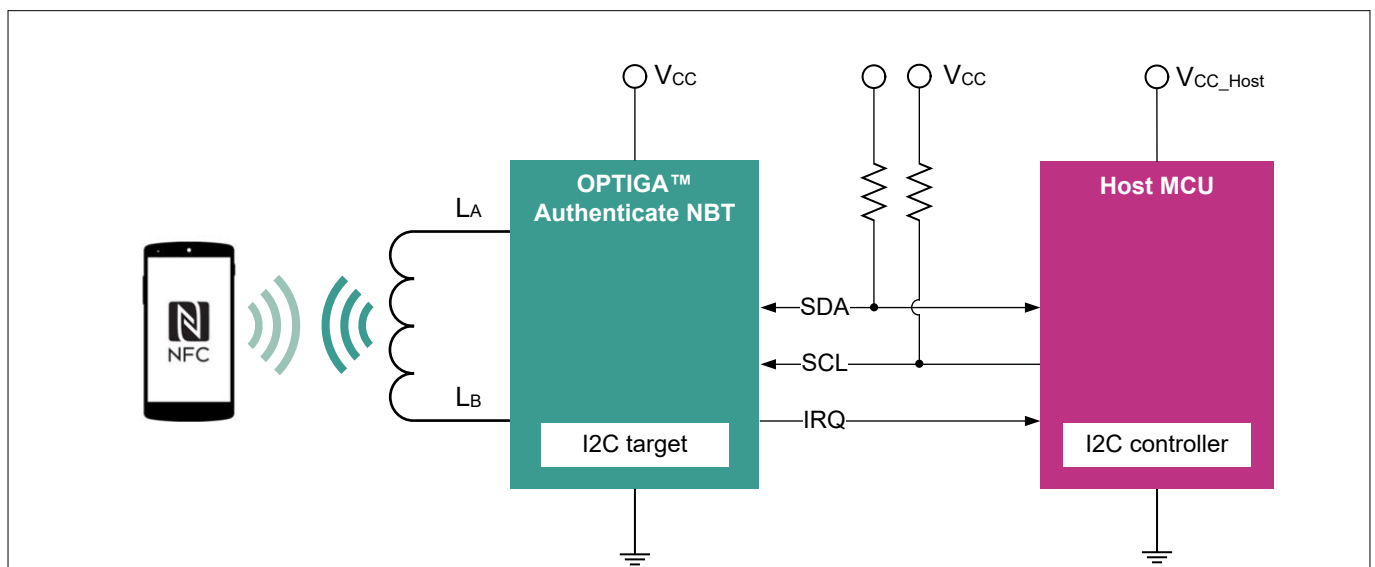 VCC
VCC
VCC_Host
OPTIGA™
Authenticate NBT
Host MCU
LA
SDA
NFC
SCL
LB
IRQ
I2C target
I2C controller